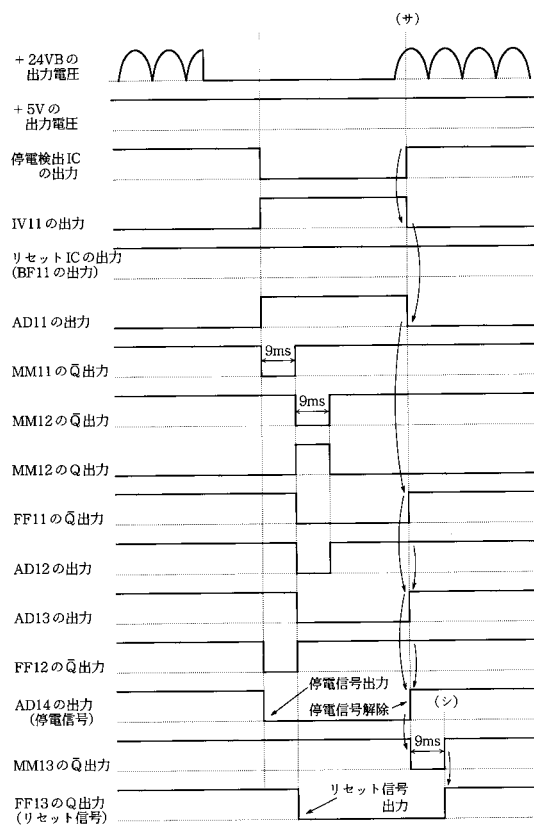 (サ)
+24VBの
出力電圧
+5Vの
出力電圧
停電検出IC
の出力
IV11の出力
リセットICの出力
(BF11の出力)
AD11の出力
9ms
MM11のQ̄出力
9ms
MM12のQ̄出力
MM12のQ出力
FF11のQ̄出力
AD12の出力
AD13の出力
FF12のQ̄出力
停電信号出力
AD14の出力
(停電信号)
停電信号解除
(シ)
9ms
MM13のQ̄出力
リセット信号
出力
FF13のQ出力
(リセット信号)